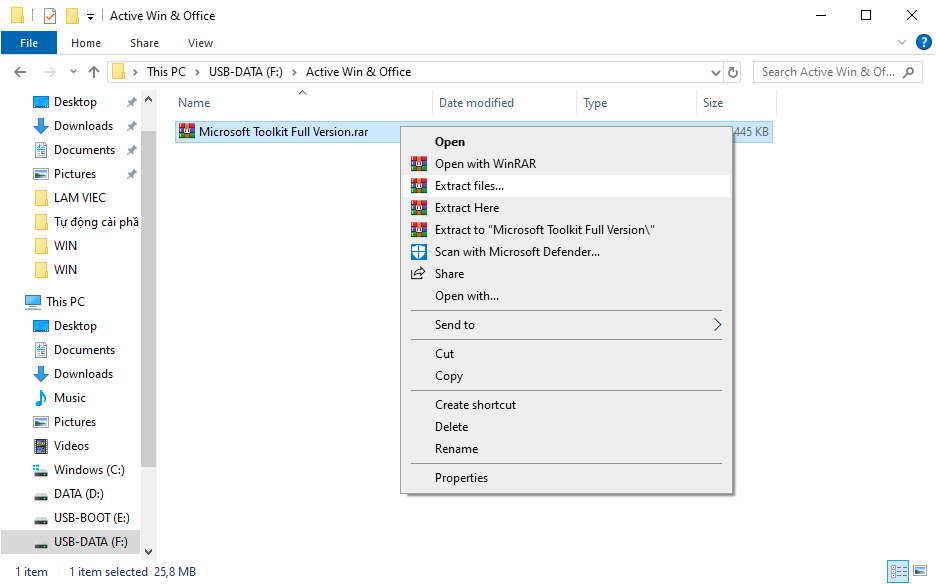 Active Win & Office
File Home Share View
This PC USB-DATA (F:) Active Win & Office
Search Active Win & Of...
Name Date modified Type Size
Microsoft Toolkit Full Version.rar 445 KB
Desktop
Downloads
Documents
Pictures
LAM VIEC
Tự động cài phầ
WIN
WIN
This PC
Desktop
Documents
Downloads
Music
Pictures
Videos
Windows (C:)
DATA (D:)
USB-BOOT (E:)
USB-DATA (F:)
Open
Open with WinRAR
Extract files...
Extract Here
Extract to "Microsoft Toolkit Full Version\"
Scan with Microsoft Defender...
Share
Open with...
Send to
Cut
Copy
Create shortcut
Delete
Rename
Properties
1 item 1 item selected 25,8 MB